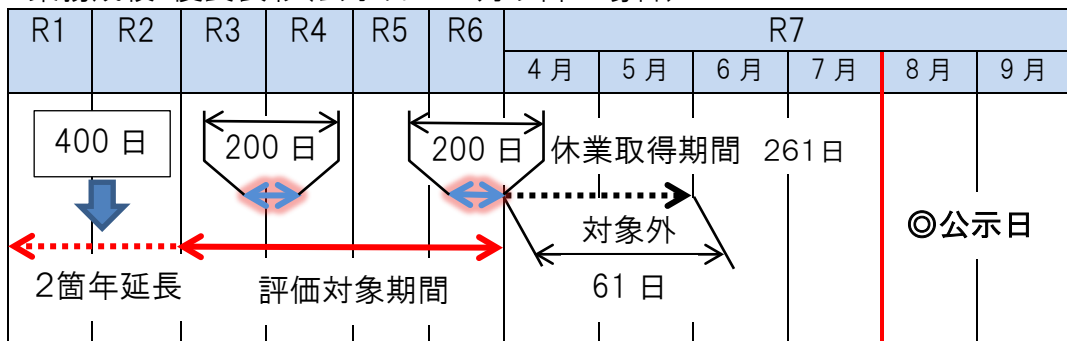 R1 R2 R3 R4 R5 R6 R7
4月 5月 6月 7月 8月 9月
400日 200日 200日 休業取得期間 261日
対象外 ◎公示日
2箇年延長 評価対象期間 61日